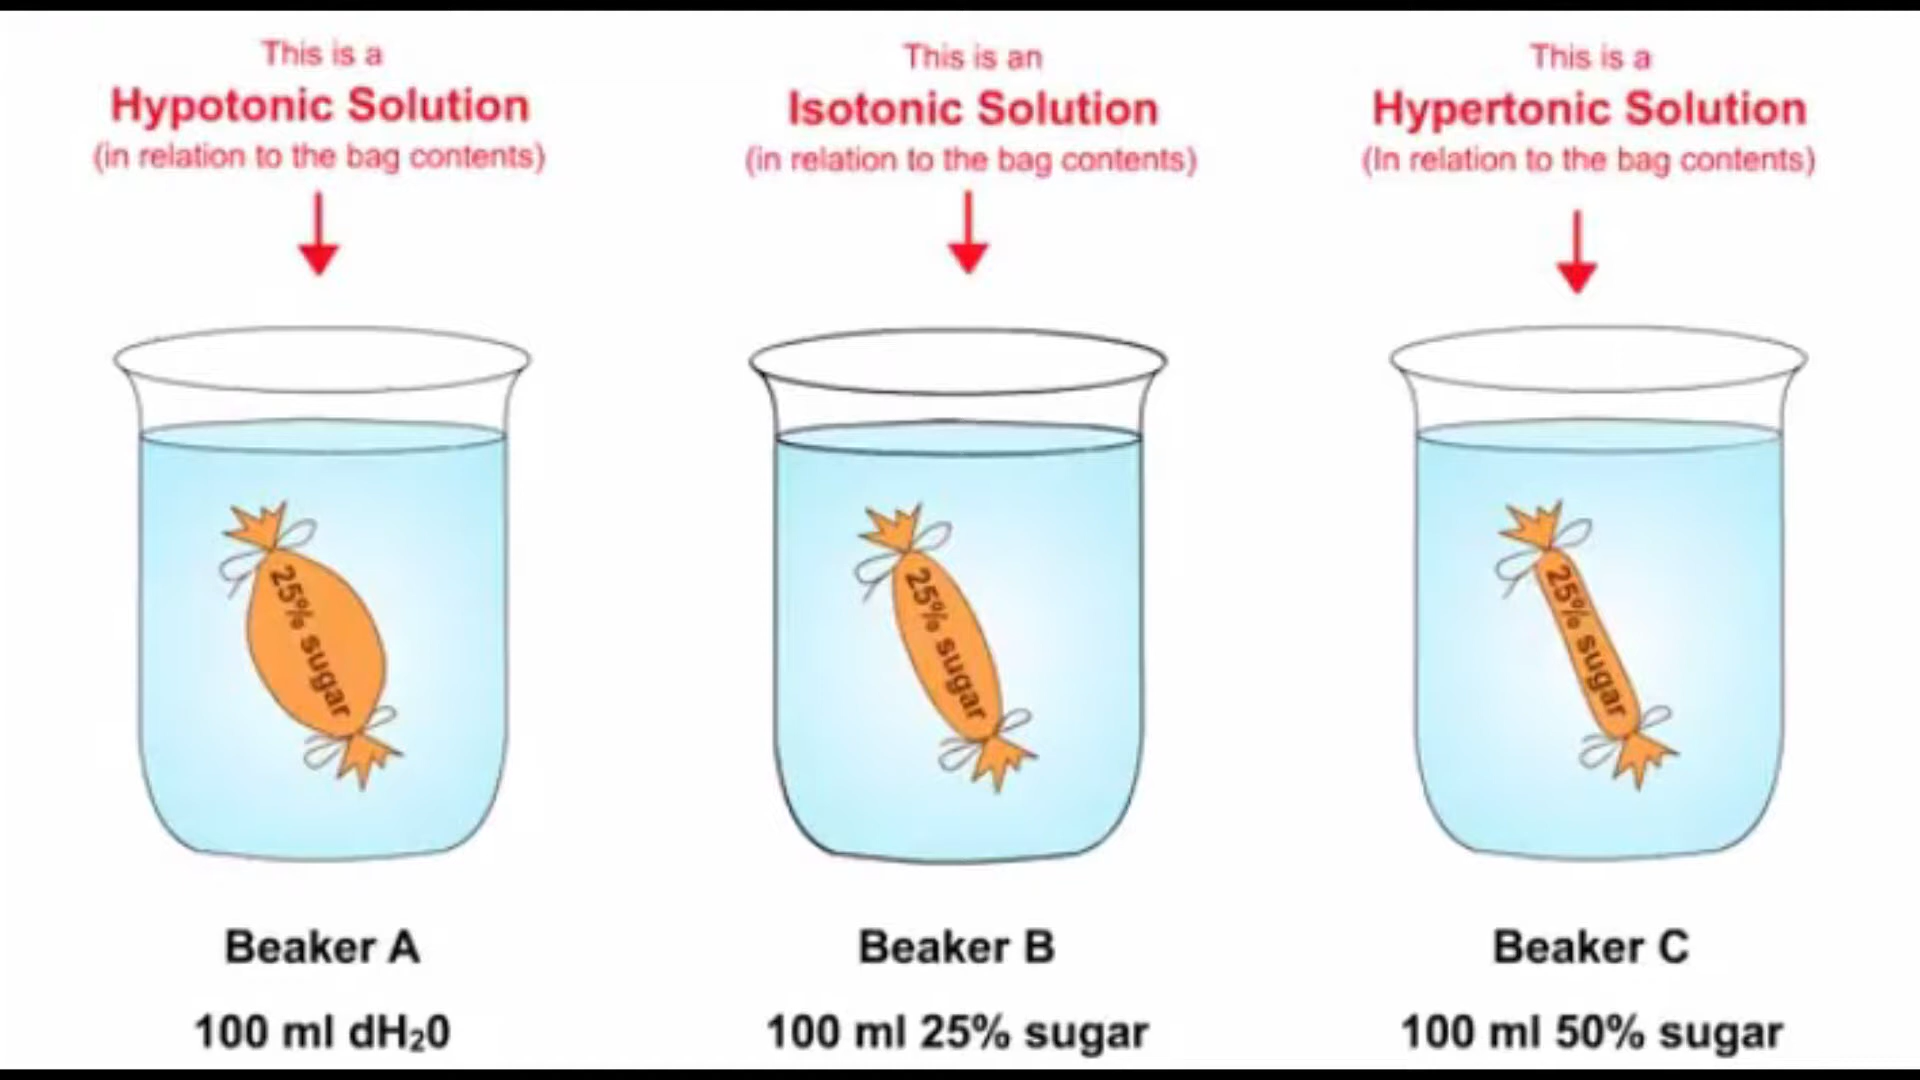 This is a
Hypotonic Solution
(in relation to the bag contents)
This is an
Isotonic Solution
(in relation to the bag contents)
This is a
Hypertonic Solution
(In relation to the bag contents)
25% sugar
25% sugar
25% sugar
Beaker A
100 ml dH₂0
Beaker B
100 ml 25% sugar
Beaker C
100 ml 50% sugar